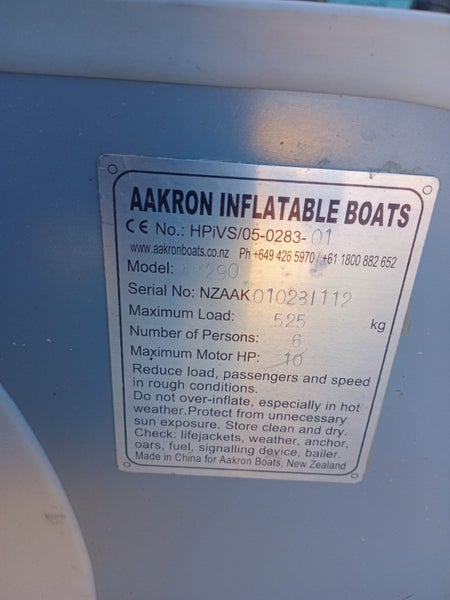 AAKRON INFLATABLE BOATS
CE No.: HPiVS/05-0283-01
www.aakronboats.co.nz Ph +649 426 5970 / +61 1800 882 652
Model: 290
Serial No: NZAAK01023I112
Maximum Load: 525 kg
Number of Persons: 6
Maximum Motor HP: 10
Reduce load, passengers and speed
in rough conditions.
Do not over-inflate, especially in hot
weather.Protect from unnecessary
sun exposure. Store clean and dry.
Check: lifejackets, weather, anchor,
oars, fuel, signalling device, bailer.
Made in China for Aakron Boats, New Zealand